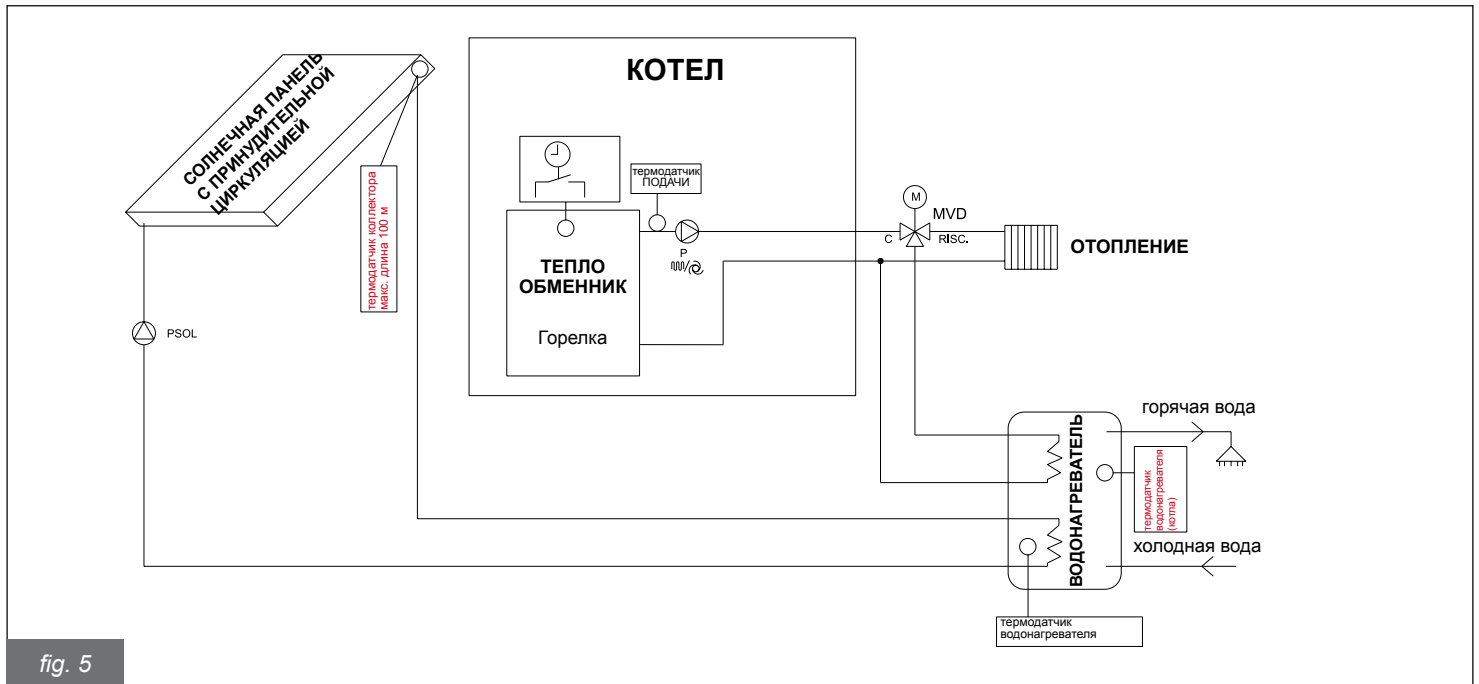 КОТЕЛ
СОЛНЕЧНАЯ ПАНЕЛЬ
С ПРИНУДИТЕЛЬНОЙ
ЦИРКУЛЯЦИЕЙ
термодатчик коллектора
макс. длина 100 м
термодатчик
ПОДАЧИ
M
MVD
C
RISC.
P
ОТОПЛЕНИЕ
ТЕПЛО
ОБМЕННИК
Горелка
PSOL
горячая вода
ВОДОНАГРЕВАТЕЛЬ
термодатчик
водонагревателя
(котла)
холодная вода
термодатчик
водонагревателя
fig. 5